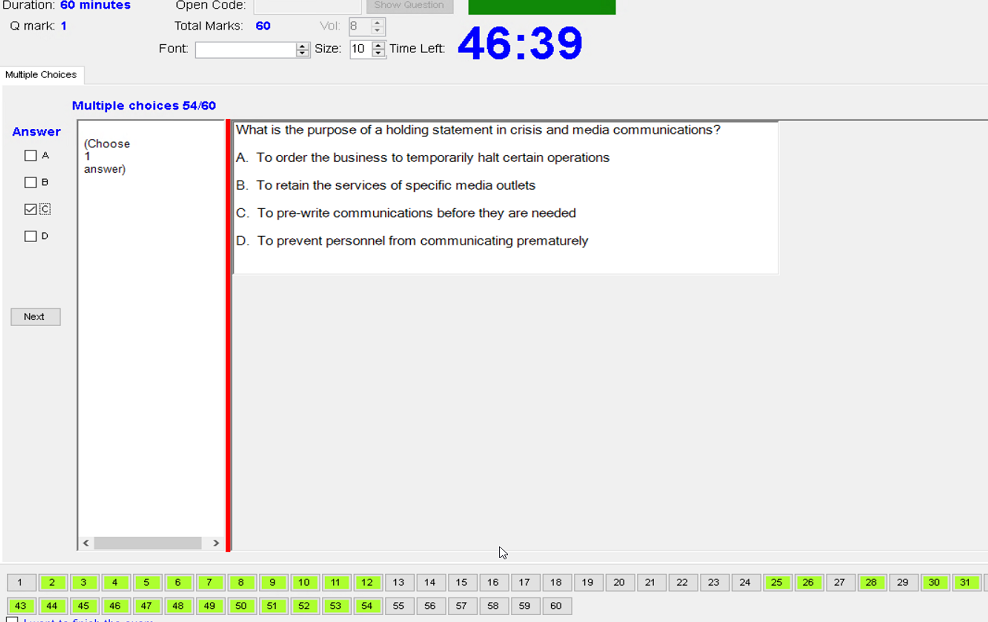 Duration: 60 minutes Open Code: Show Question
Q mark: 1 Total Marks: 60 Vol: 8
Font: Size: 10 Time Left: 46:39
Multiple Choices
Multiple choices 54/60
Answer
A
B
C
D
Next
(Choose
1
answer)
What is the purpose of a holding statement in crisis and media communications?
A. To order the business to temporarily halt certain operations
B. To retain the services of specific media outlets
C. To pre-write communications before they are needed
D. To prevent personnel from communicating prematurely
1 2 3 4 5 6 7 8 9 10 11 12 13 14 15 16 17 18 19 20 21 22 23 24 25 26 27 28 29 30 31
43 44 45 46 47 48 49 50 51 52 53 54 55 56 57 58 59 60
I want to finish the exam